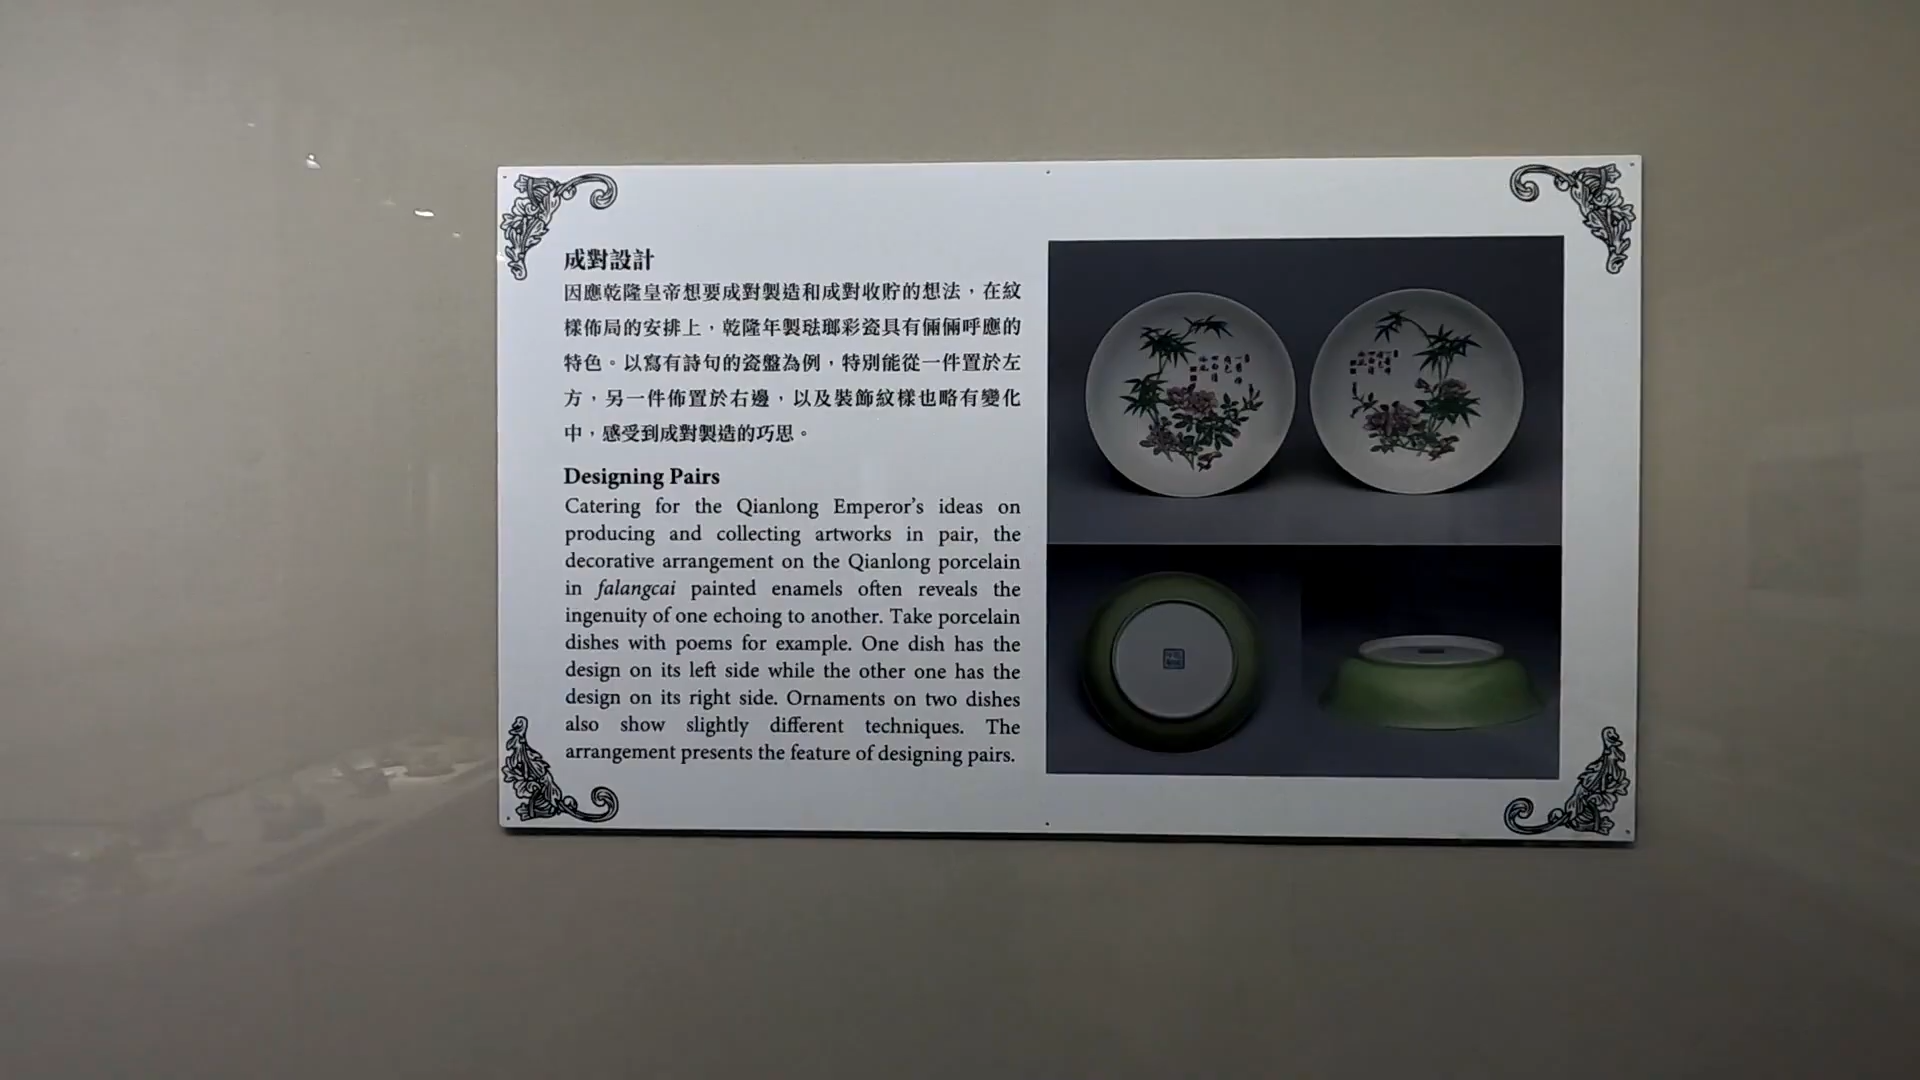 成對設計
因應乾隆皇帝想要成對製造和成對收貯的想法，在紋
樣佈局的安排上，乾隆年製琺瑯彩瓷具有倆倆呼應的
特色。以寫有詩句的瓷盤為例，特別能從一件置於左
方，另一件佈置於右邊，以及裝飾紋樣也略有變化
中，感受到成對製造的巧思。
Designing Pairs
Catering for the Qianlong Emperor’s ideas on
producing and collecting artworks in pair, the
decorative arrangement on the Qianlong porcelain
in falangcai painted enamels often reveals the
ingenuity of one echoing to another. Take porcelain
dishes with poems for example. One dish has the
design on its left side while the other one has the
design on its right side. Ornaments on two dishes
also show slightly different techniques. The
arrangement presents the feature of designing pairs.